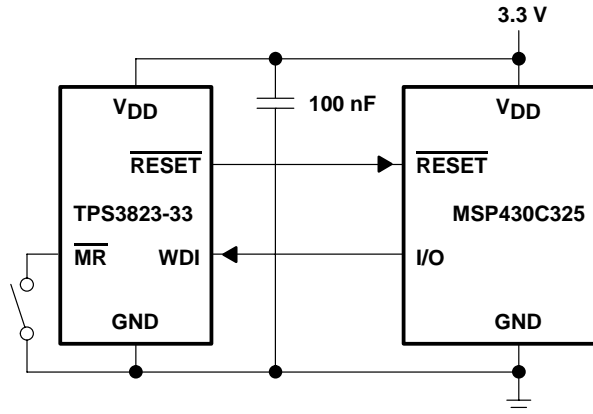 3.3 V
VDD
VDD
100 nF
RESET
RESET
TPS3823-33
MSP430C325
MR
WDI
I/O
GND
GND